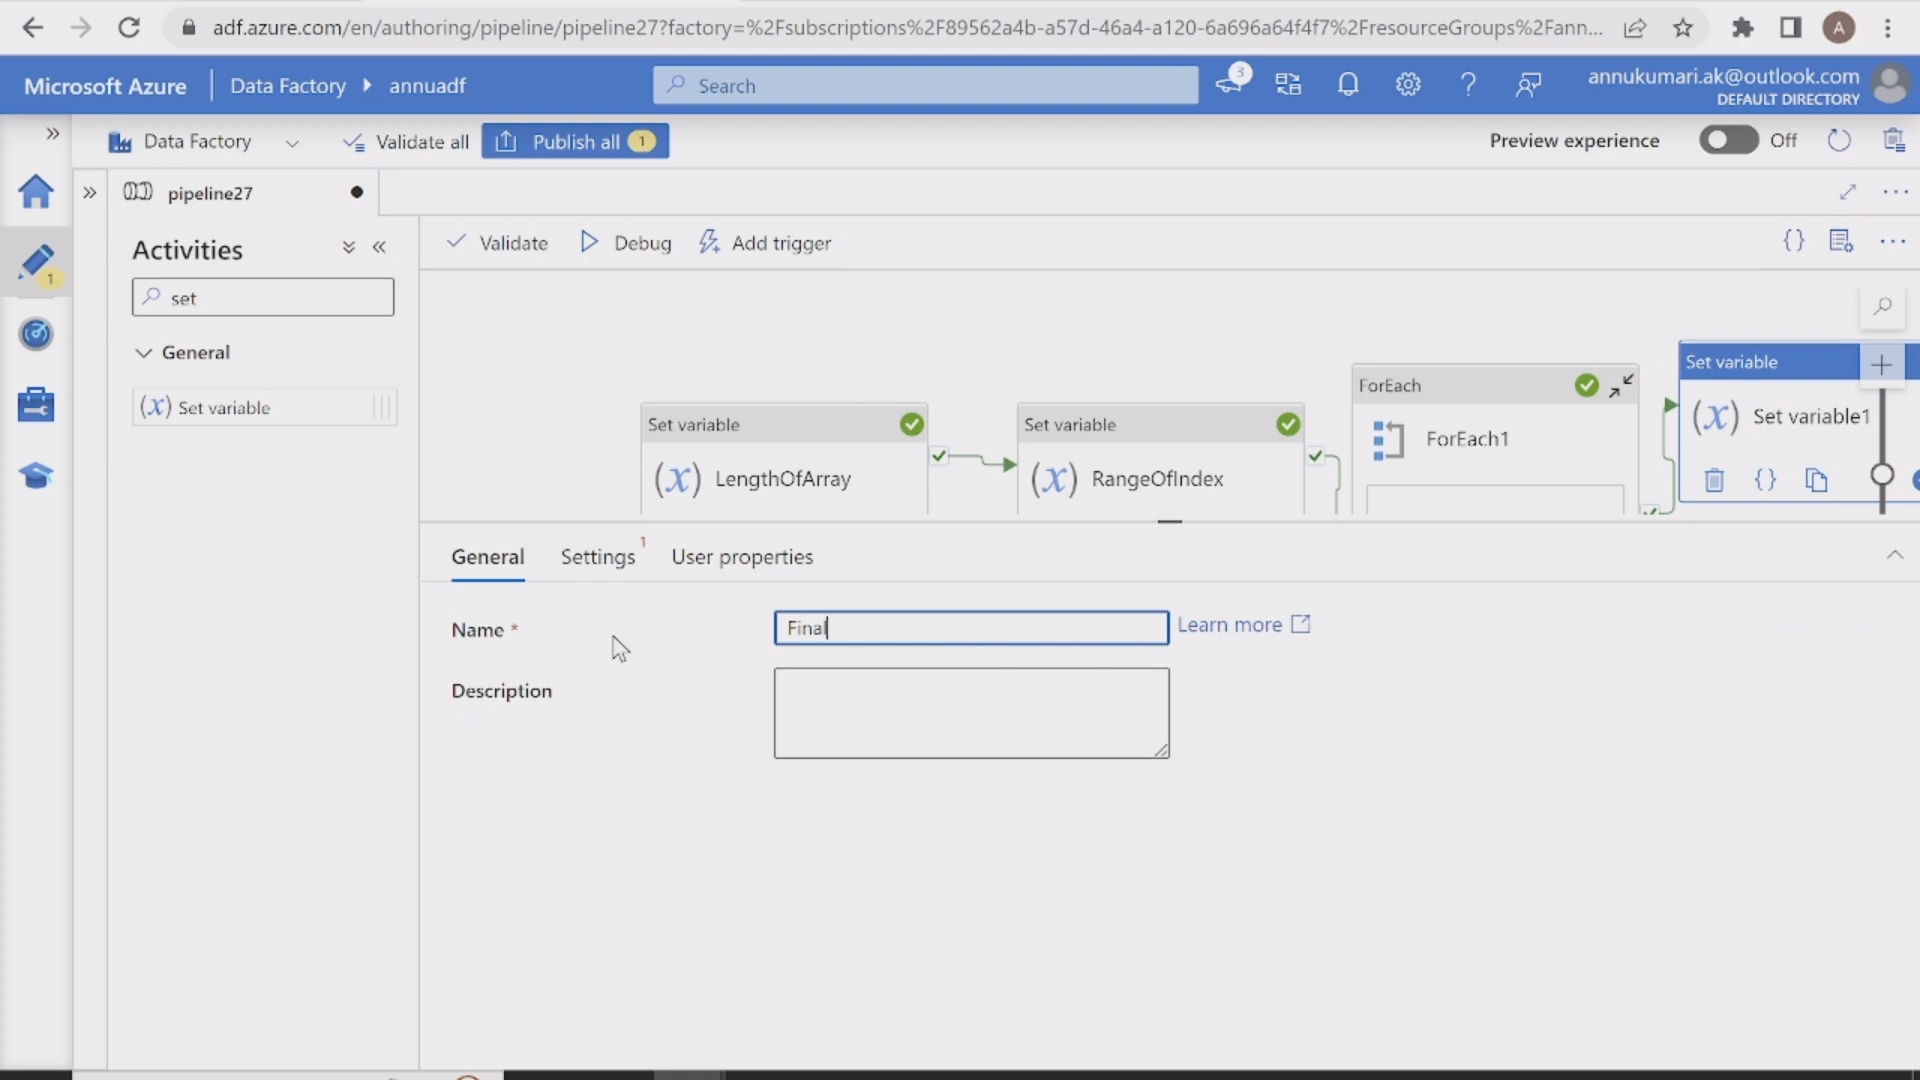 adf.azure.com/en/authoring/pipeline/pipeline27?factory=%2Fsubscriptions%2F89562a4b-a57d-46a4-a120-6a696a64f4f7%2FresourceGroups%2Fann...
A
Microsoft Azure
Data Factory
annuadf
Search
3
annukumari.ak@outlook.com
DEFAULT DIRECTORY
Data Factory
Validate all
Publish all
1
Preview experience
Off
pipeline27
1
Activities
set
General
(x) Set variable
Validate
Debug
Add trigger
{}
Set variable
(x) LengthOfArray
Set variable
(x) RangeOfIndex
ForEach
ForEach1
Set variable
(x) Set variable1
{}
General
Settings
1
User properties
Name *
Final
Learn more
Description